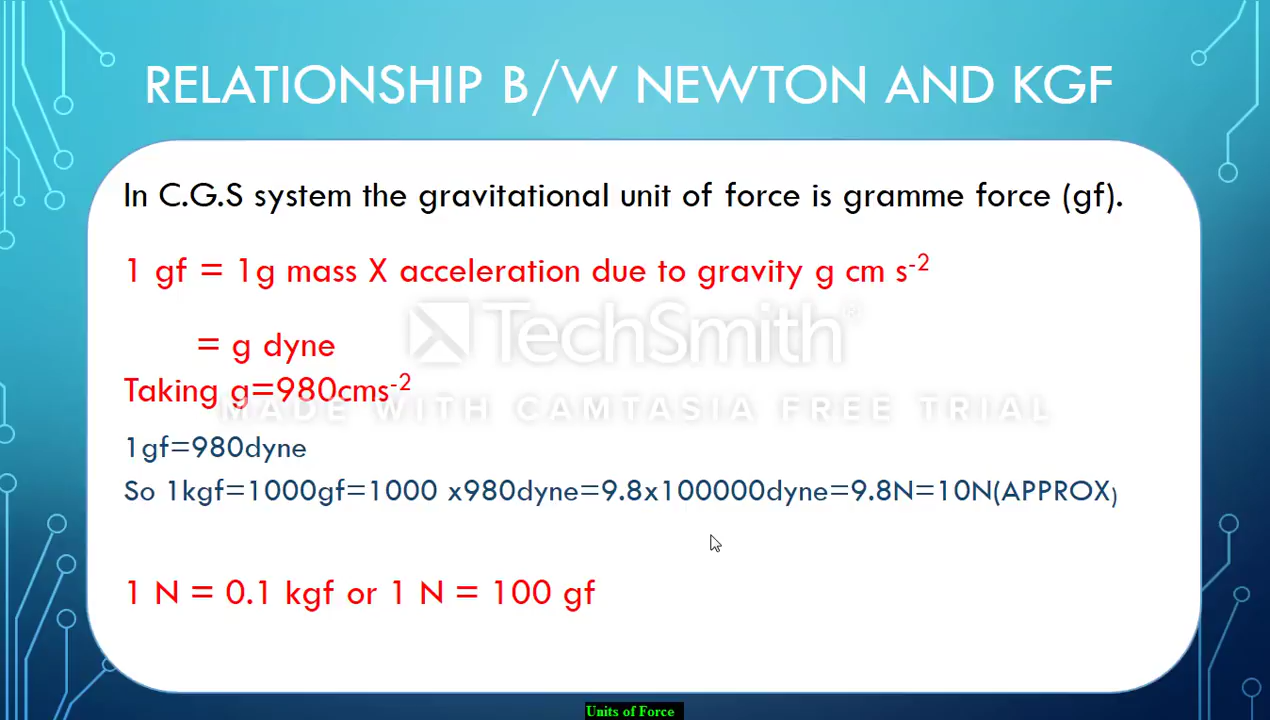 RELATIONSHIP B/W NEWTON AND KGF
In C.G.S system the gravitational unit of force is gramme force (gf).
1 gf = 1g mass X acceleration due to gravity g cm s-2
= g dyne
Taking g=980cms-2
1gf=980dyne
So 1kgf=1000gf=1000 x980dyne=9.8x100000dyne=9.8N=10N(APPROX)
1 N = 0.1 kgf or 1 N = 100 gf
TechSmith®
MADE WITH CAMTASIA FREE TRIAL
Units of Force